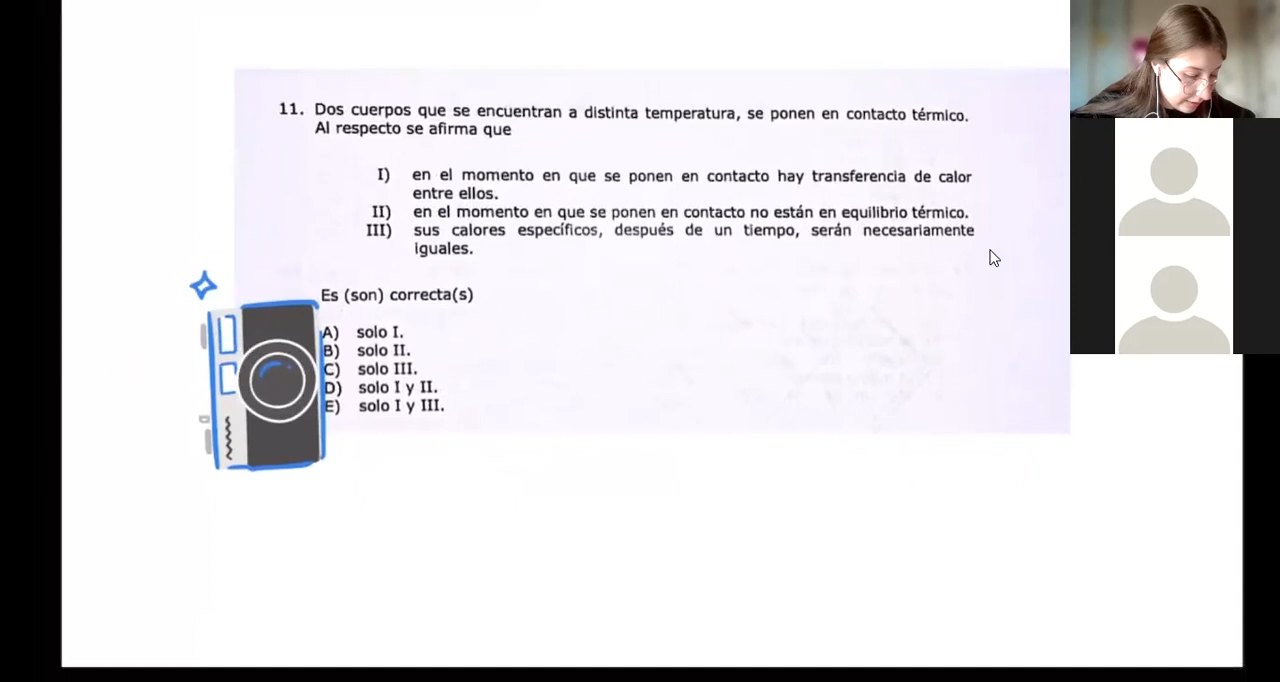 11. Dos cuerpos que se encuentran a distinta temperatura, se ponen en contacto térmico.
Al respecto se afirma que
I) en el momento en que se ponen en contacto hay transferencia de calor
entre ellos.
II) en el momento en que se ponen en contacto no están en equilibrio térmico.
III) sus calores específicos, después de un tiempo, serán necesariamente
iguales.
Es (son) correcta(s)
A) solo I.
B) solo II.
C) solo III.
D) solo I y II.
E) solo I y III.